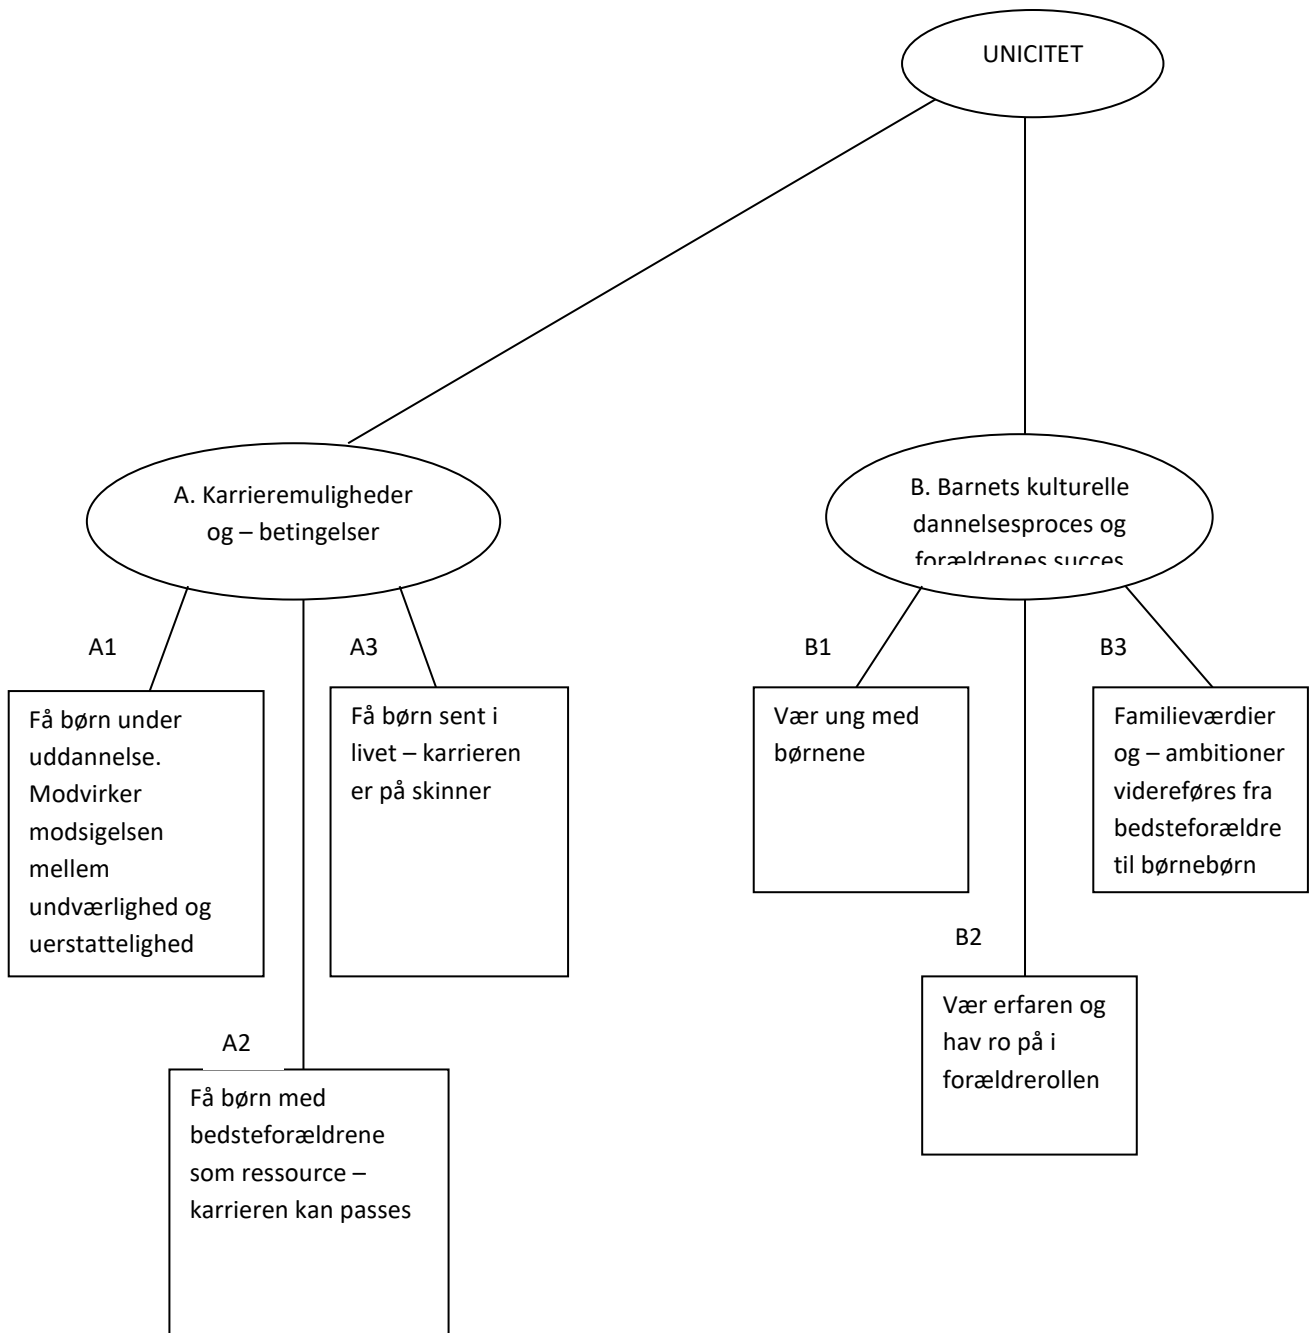 UNICITET
A. Karrieremuligheder
og – betingelser
B. Barnets kulturelle
dannelsesproces og
forældrenes succes
A1
A3
B1
B3
Få børn under
uddannelse.
Modvirker
modsigelsen
mellem
undværlighed og
uerstattelighed
Få børn sent i
livet – karrieren
er på skinner
Vær ung med
børnene
Familieværdier
og – ambitioner
videreføres fra
bedsteforældre
til børnebørn
B2
Vær erfaren og
hav ro på i
forældrerollen
A2
Få børn med
bedsteforældrene
som ressource –
karrieren kan passes